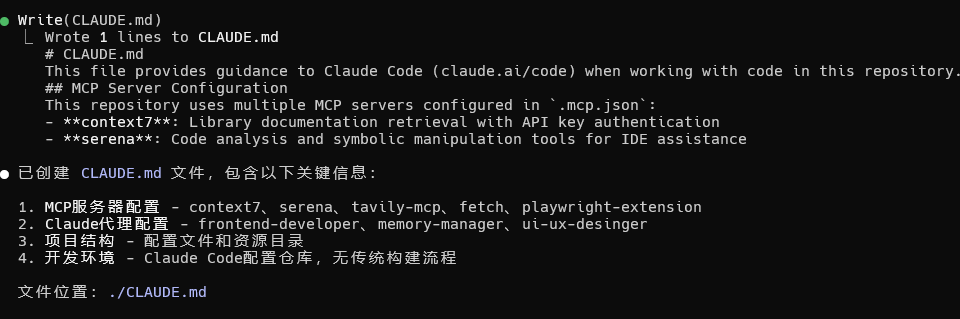 ● Write(CLAUDE.md)
⎿ Wrote 1 lines to CLAUDE.md
# CLAUDE.md
This file provides guidance to Claude Code (claude.ai/code) when working with code in this repository.
## MCP Server Configuration
This repository uses multiple MCP servers configured in `.mcp.json`:
- **context7**: Library documentation retrieval with API key authentication
- **serena**: Code analysis and symbolic manipulation tools for IDE assistance
● 已创建 CLAUDE.md 文件，包含以下关键信息：
1. MCP服务器配置 - context7、serena、tavily-mcp、fetch、playwright-extension
2. Claude代理配置 - frontend-developer、memory-manager、ui-ux-desinger
3. 项目结构 - 配置文件和资源目录
4. 开发环境 - Claude Code配置仓库，无传统构建流程
文件位置：./CLAUDE.md